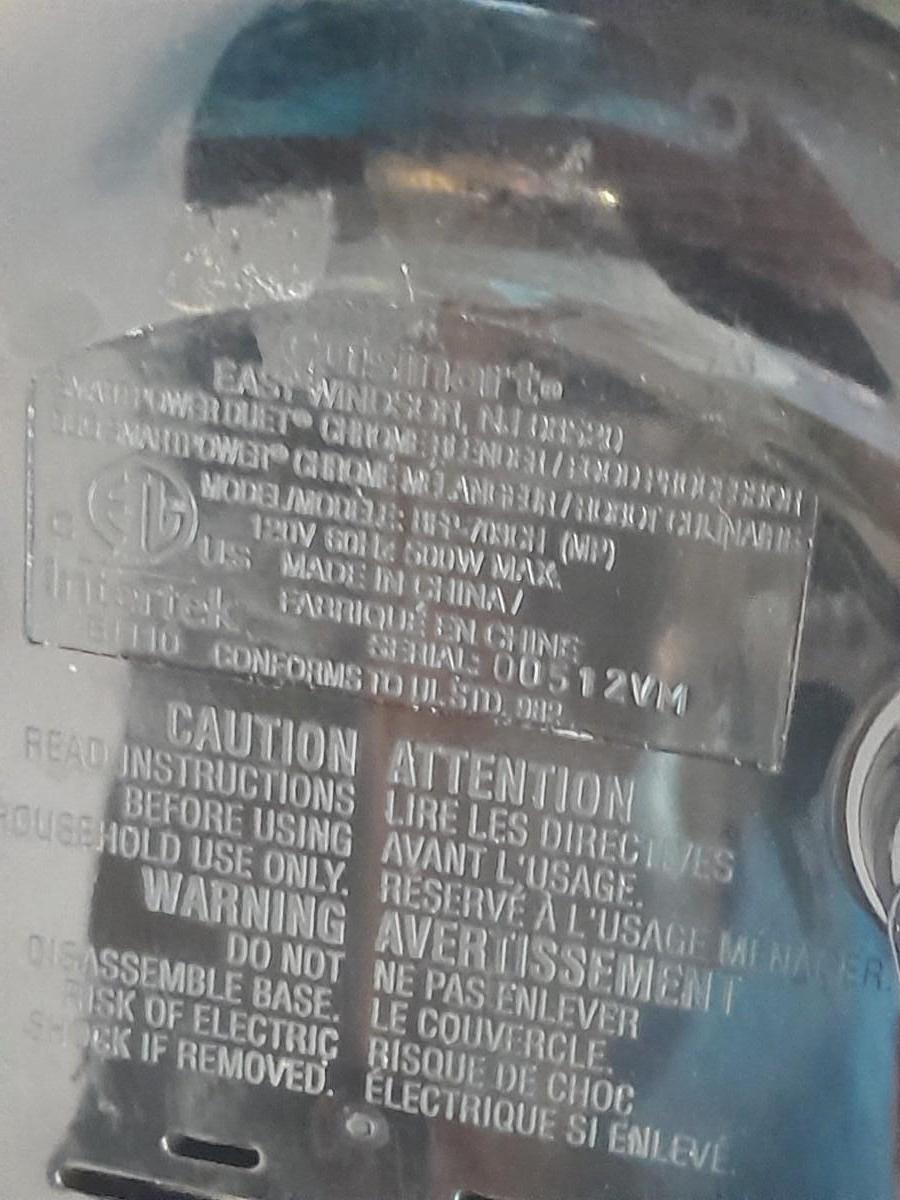 Cuisinart®
EAST WINDSOR, NJ 08520
SMARTPOWER DUET® CHROME BLENDER / FOOD PROCESSOR
SMARTPOWER® CHROME MÉLANGEUR / ROBOT CULINAIRE
MODEL/MODÈLE: (MP)
120V 60Hz 500W MAX.
MADE IN CHINA /
FABRIQUÉ EN CHINE
SERIAL: 00512VM
C ETL US
Intertek
CONFORMS TO UL STD. 982
CAUTION
READ INSTRUCTIONS
BEFORE USING
HOUSEHOLD USE ONLY.
WARNING
DO NOT
DISASSEMBLE BASE.
RISK OF ELECTRIC
SHOCK IF REMOVED.
ATTENTION
LIRE LES DIRECTIVES
AVANT L'USAGE.
RÉSERVÉ À L'USAGE MÉNAGER.
AVERTISSEMENT
NE PAS ENLEVER
LE COUVERCLE.
RISQUE DE CHOC
ÉLECTRIQUE SI ENLEVÉ.